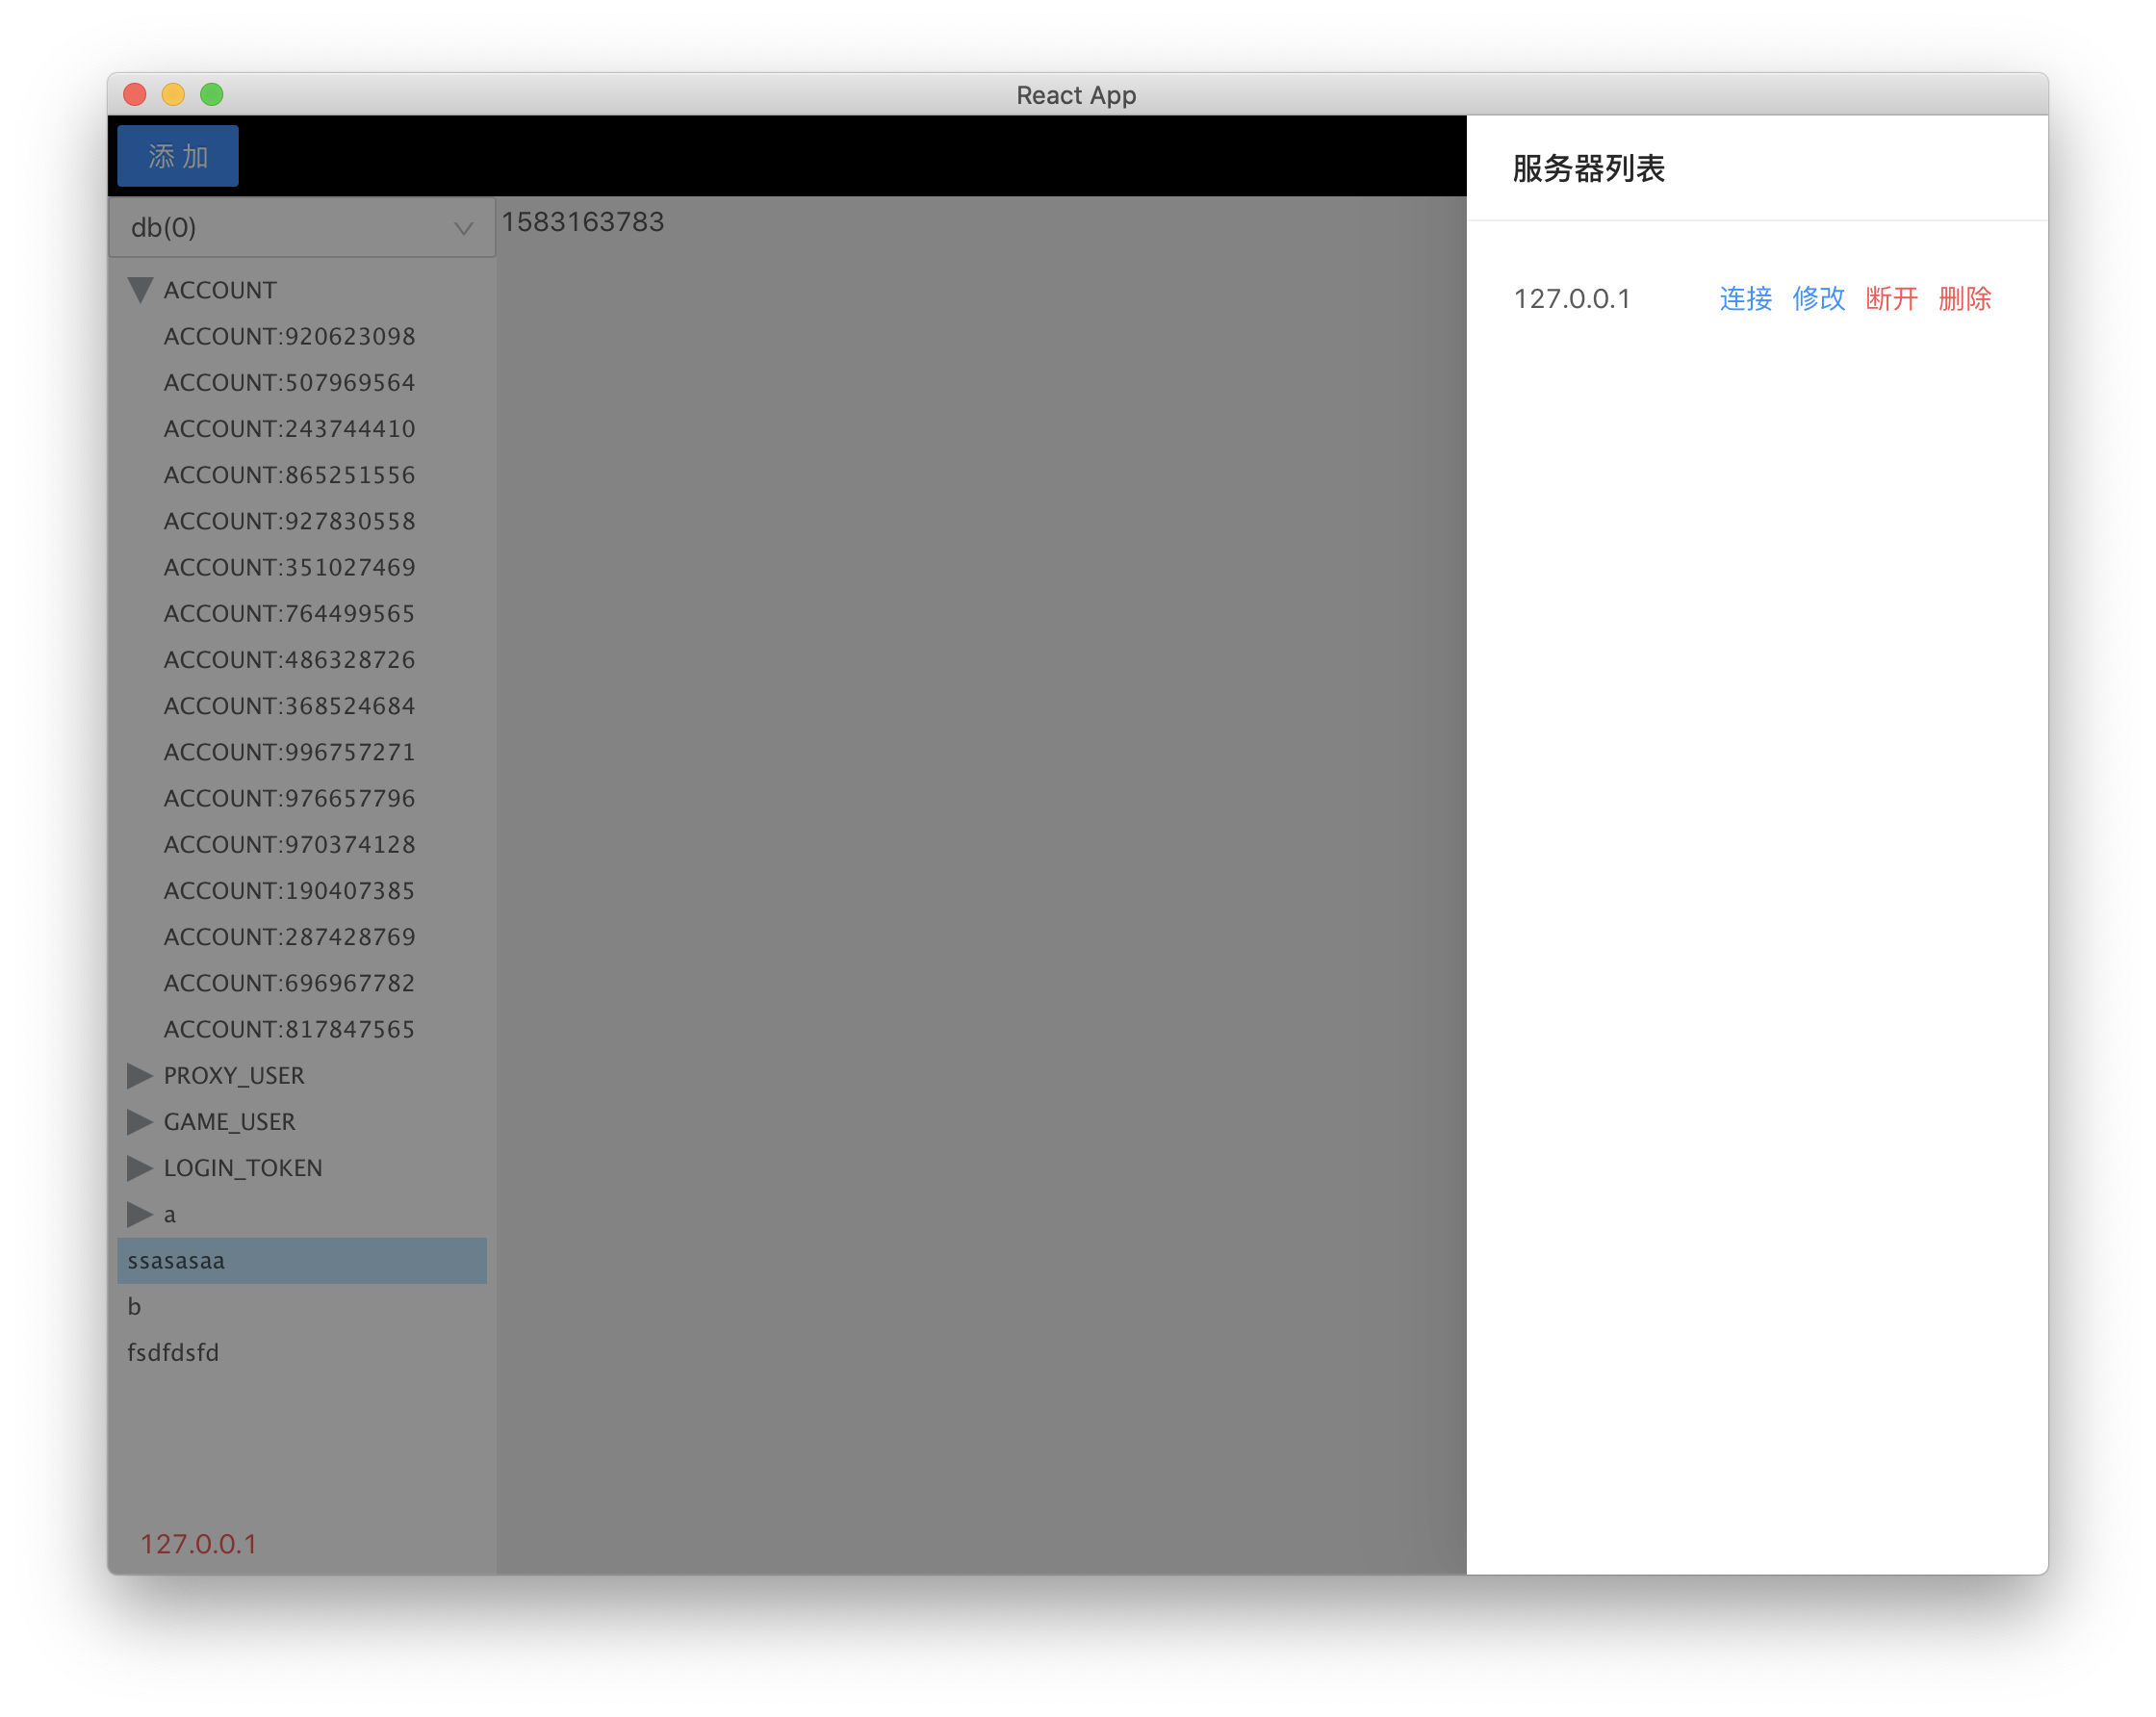 React App
添加
db(0)
ACCOUNT
ACCOUNT:920623098
ACCOUNT:507969564
ACCOUNT:243744410
ACCOUNT:865251556
ACCOUNT:927830558
ACCOUNT:351027469
ACCOUNT:764499565
ACCOUNT:486328726
ACCOUNT:368524684
ACCOUNT:996757271
ACCOUNT:976657796
ACCOUNT:970374128
ACCOUNT:190407385
ACCOUNT:287428769
ACCOUNT:696967782
ACCOUNT:817847565
PROXY_USER
GAME_USER
LOGIN_TOKEN
a
ssasasaa
b
fsdfdsfd
127.0.0.1
1583163783
服务器列表
127.0.0.1 连接 修改 断开 删除